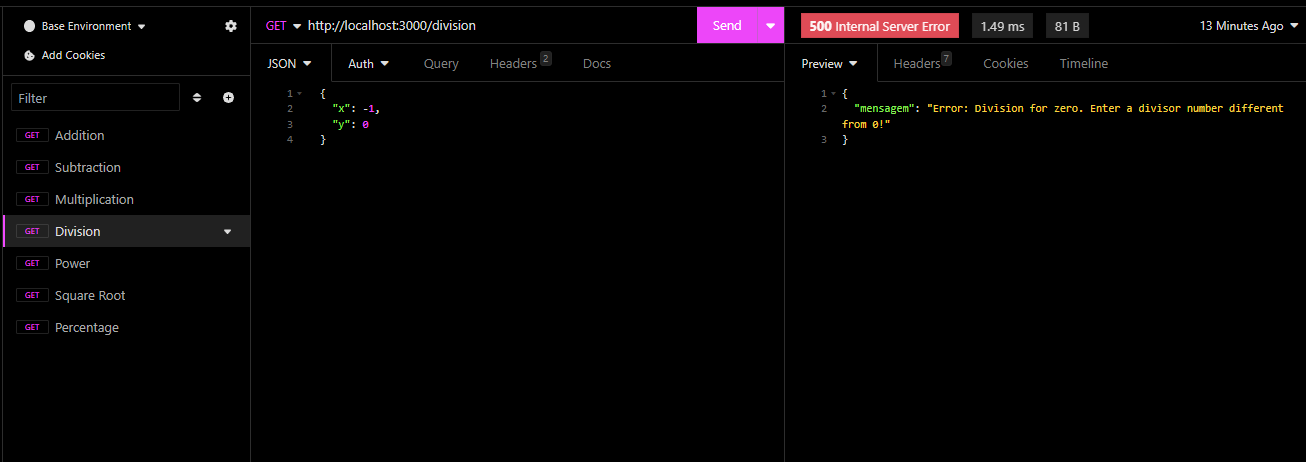 Base Environment
Add Cookies
Filter
GET Addition
GET Subtraction
GET Multiplication
GET Division
GET Power
GET Square Root
GET Percentage
GET http://localhost:3000/division Send
JSON Auth Query Headers 2 Docs
1 {
2 "x": -1,
3 "y": 0
4 }
500 Internal Server Error 1.49 ms 81 B 13 Minutes Ago
Preview Headers 7 Cookies Timeline
1 {
2 "mensagem": "Error: Division for zero. Enter a divisor number different
from 0!"
3 }